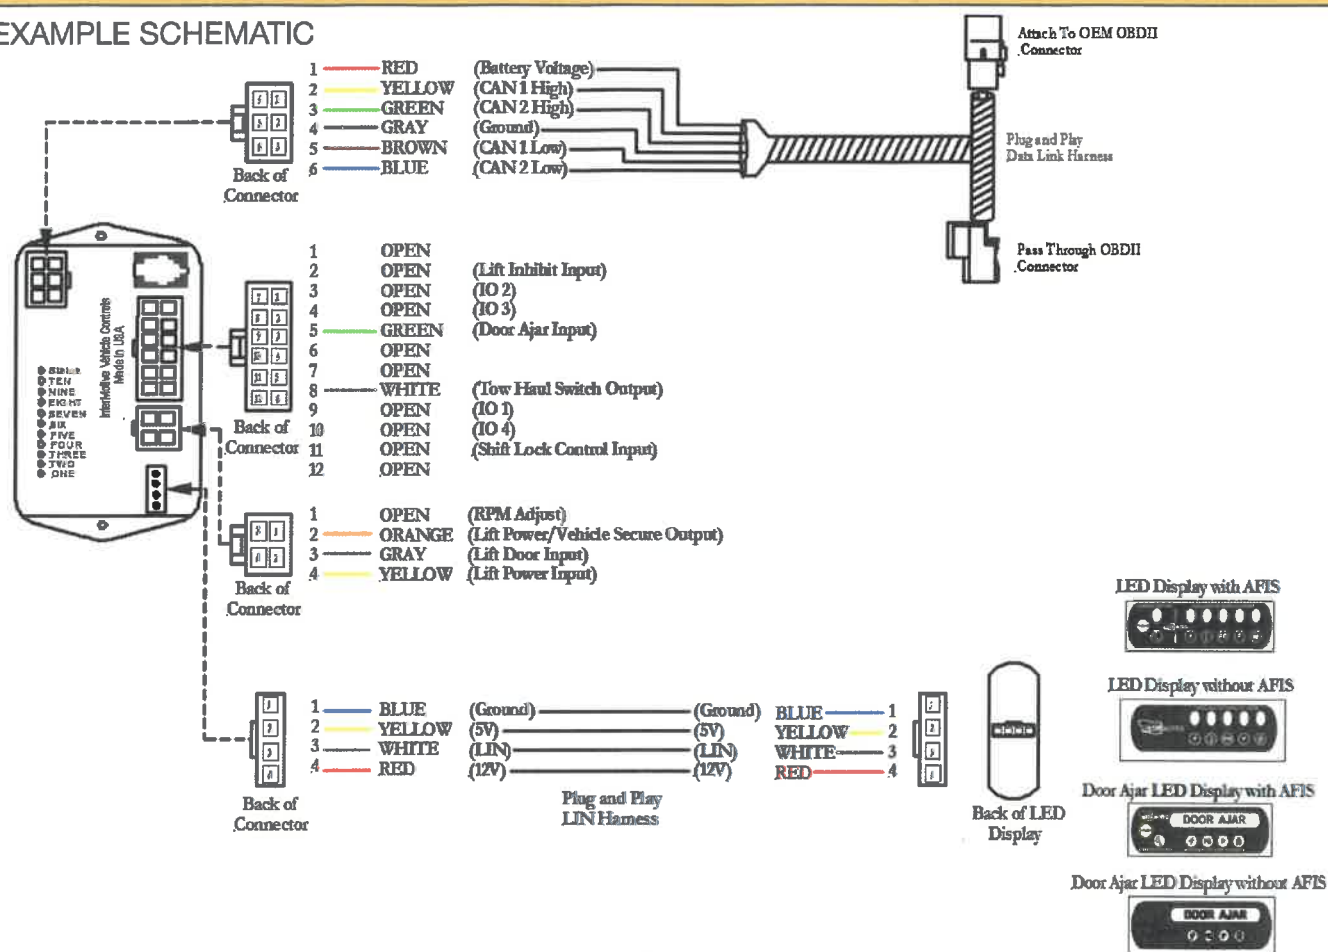 EXAMPLE SCHEMATIC
1 RED (Battery Voltage)
2 YELLOW (CAN 1 High)
3 GREEN (CAN 2 High)
4 GRAY (Ground)
5 BROWN (CAN 1 Low)
6 BLUE (CAN 2 Low)
Back of
Connector
Attach To OEM OBDII
Connector
Plug and Play
Data Link Harness
Pass Through OBDII
Connector
1 OPEN
2 OPEN (Lift Inhibit Input)
3 OPEN (IO 2)
4 OPEN (IO 3)
5 GREEN (Door Ajar Input)
6 OPEN
7 OPEN
8 WHITE (Tow Haul Switch Output)
9 OPEN (IO 1)
10 OPEN (IO 4)
11 OPEN (Shift Lock Control Input)
12 OPEN
Back of
Connector
InterMotive Vehicle Controls
Made in USA
TEN
NINE
EIGHT
SEVEN
SIX
FIVE
FOUR
THREE
TWO
ONE
1 OPEN (RPM Adjust)
2 ORANGE (Lift Power/Vehicle Secure Output)
3 GRAY (Lift Door Input)
4 YELLOW (Lift Power Input)
Back of
Connector
1 BLUE (Ground) (Ground) BLUE 1
2 YELLOW (5V) (5V) YELLOW 2
3 WHITE (LIN) (LIN) WHITE 3
4 RED (12V) (12V) RED 4
Back of
Connector
Plug and Play
LIN Harness
Back of LED
Display
LED Display with AFIS
LED Display without AFIS
Door Ajar LED Display with AFIS
DOOR AJAR
Door Ajar LED Display without AFIS
DOOR AJAR